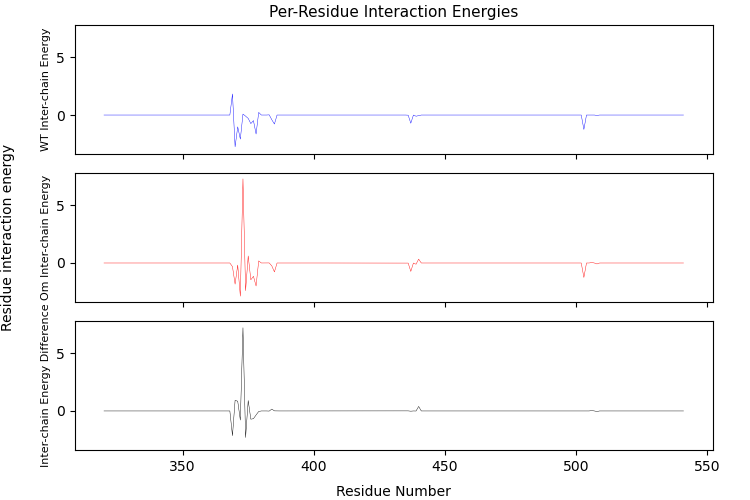 Per-Residue Interaction Energies
Residue interaction energy
WT Inter-chain Energy
5
0
Om Inter-chain Energy
5
0
Inter-chain Energy Difference
5
0
350
400
450
500
550
Residue Number